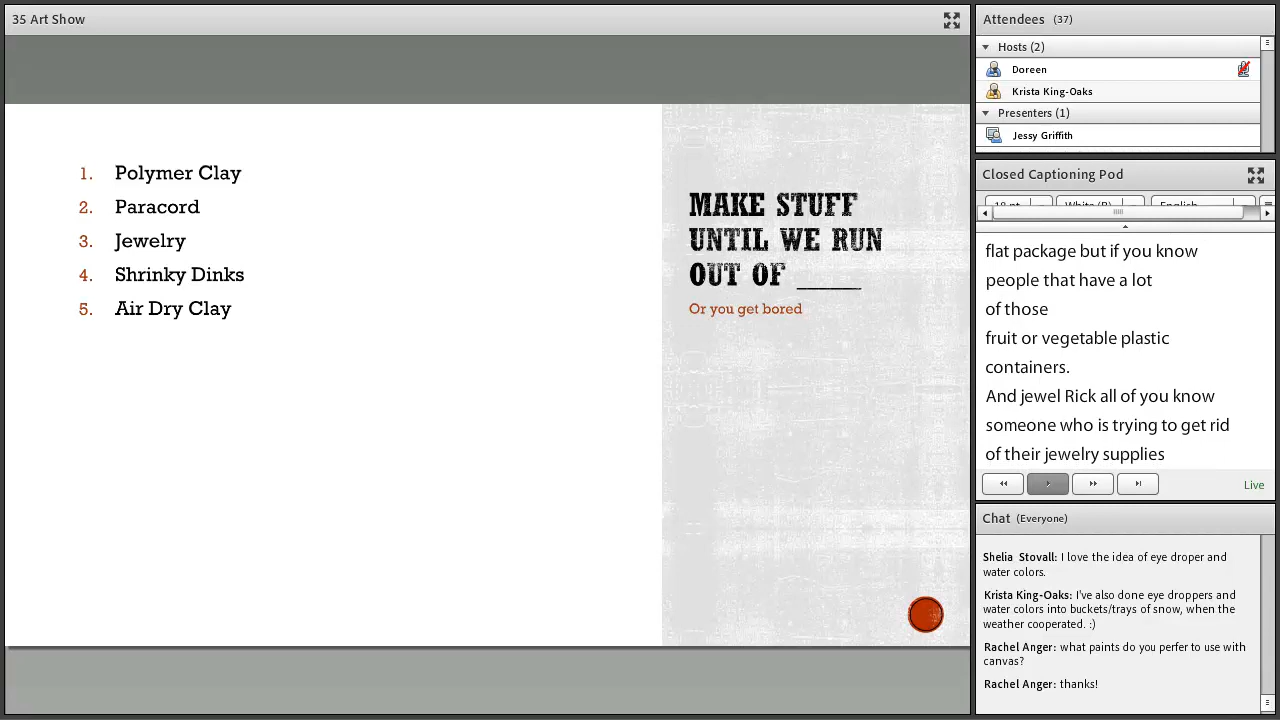 35 Art Show
1. Polymer Clay
2. Paracord
3. Jewelry
4. Shrinky Dinks
5. Air Dry Clay
MAKE STUFF
UNTIL WE RUN
OUT OF _____
Or you get bored
Attendees (37)
Hosts (2)
Doreen
Krista King-Oaks
Presenters (1)
Jessy Griffith
Closed Captioning Pod
18 pt White (B) English
flat package but if you know
people that have a lot
of those
fruit or vegetable plastic
containers.
And jewel Rick all of you know
someone who is trying to get rid
of their jewelry supplies
Live
Chat (Everyone)
Shelia Stovall: I love the idea of eye droper and
water colors.
Krista King-Oaks: I've also done eye droppers and
water colors into buckets/trays of snow, when the
weather cooperated. :)
Rachel Anger: what paints do you perfer to use with
canvas?
Rachel Anger: thanks!